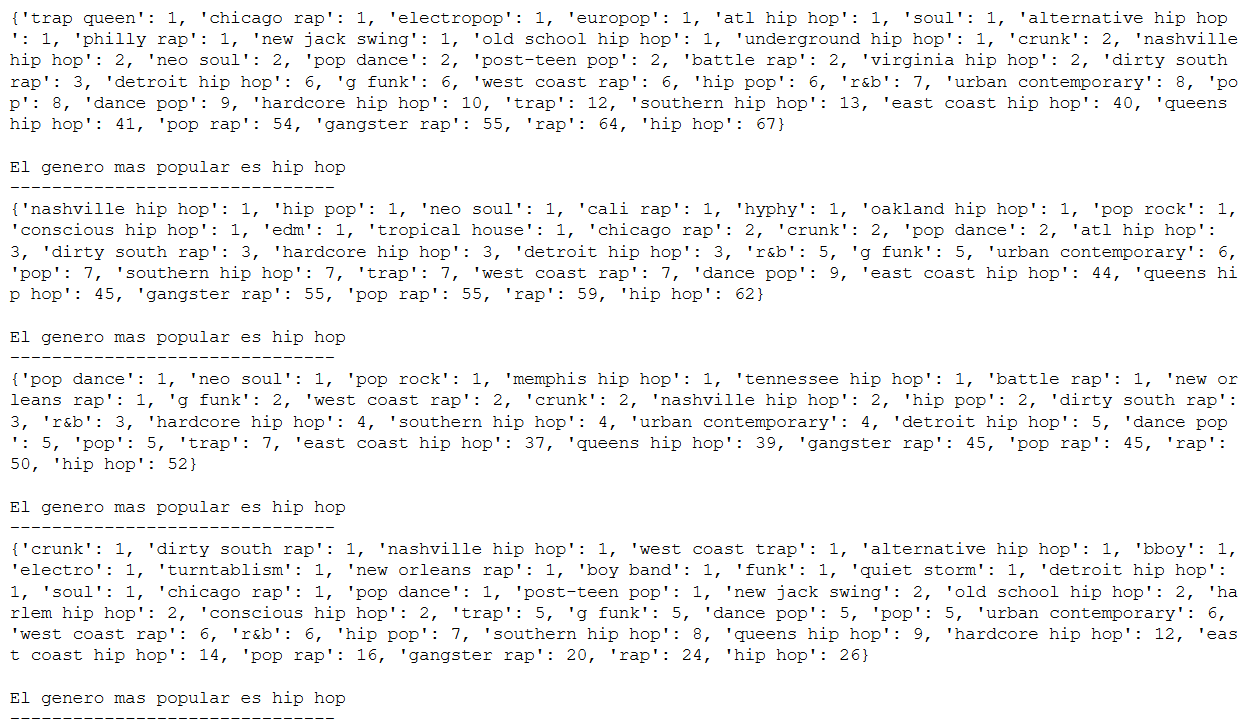 {'trap queen': 1, 'chicago rap': 1, 'electropop': 1, 'europop': 1, 'atl hip hop': 1, 'soul': 1, 'alternative hip hop
': 1, 'philly rap': 1, 'new jack swing': 1, 'old school hip hop': 1, 'underground hip hop': 1, 'crunk': 2, 'nashville
hip hop': 2, 'neo soul': 2, 'pop dance': 2, 'post-teen pop': 2, 'battle rap': 2, 'virginia hip hop': 2, 'dirty south
rap': 3, 'detroit hip hop': 6, 'g funk': 6, 'west coast rap': 6, 'hip pop': 6, 'r&b': 7, 'urban contemporary': 8, 'po
p': 8, 'dance pop': 9, 'hardcore hip hop': 10, 'trap': 12, 'southern hip hop': 13, 'east coast hip hop': 40, 'queens
hip hop': 41, 'pop rap': 54, 'gangster rap': 55, 'rap': 64, 'hip hop': 67}
El genero mas popular es hip hop
-------------------------------
{'nashville hip hop': 1, 'hip pop': 1, 'neo soul': 1, 'cali rap': 1, 'hyphy': 1, 'oakland hip hop': 1, 'pop rock': 1,
'conscious hip hop': 1, 'edm': 1, 'tropical house': 1, 'chicago rap': 2, 'crunk': 2, 'pop dance': 2, 'atl hip hop':
3, 'dirty south rap': 3, 'hardcore hip hop': 3, 'detroit hip hop': 3, 'r&b': 5, 'g funk': 5, 'urban contemporary': 6,
'pop': 7, 'southern hip hop': 7, 'trap': 7, 'west coast rap': 7, 'dance pop': 9, 'east coast hip hop': 44, 'queens hi
p hop': 45, 'gangster rap': 55, 'pop rap': 55, 'rap': 59, 'hip hop': 62}
El genero mas popular es hip hop
-------------------------------
{'pop dance': 1, 'neo soul': 1, 'pop rock': 1, 'memphis hip hop': 1, 'tennessee hip hop': 1, 'battle rap': 1, 'new or
leans rap': 1, 'g funk': 2, 'west coast rap': 2, 'crunk': 2, 'nashville hip hop': 2, 'hip pop': 2, 'dirty south rap':
3, 'r&b': 3, 'hardcore hip hop': 4, 'southern hip hop': 4, 'urban contemporary': 4, 'detroit hip hop': 5, 'dance pop
': 5, 'pop': 5, 'trap': 7, 'east coast hip hop': 37, 'queens hip hop': 39, 'gangster rap': 45, 'pop rap': 45, 'rap':
50, 'hip hop': 52}
El genero mas popular es hip hop
-------------------------------
{'crunk': 1, 'dirty south rap': 1, 'nashville hip hop': 1, 'west coast trap': 1, 'alternative hip hop': 1, 'bboy': 1,
'electro': 1, 'turntablism': 1, 'new orleans rap': 1, 'boy band': 1, 'funk': 1, 'quiet storm': 1, 'detroit hip hop':
1, 'soul': 1, 'chicago rap': 1, 'pop dance': 1, 'post-teen pop': 1, 'new jack swing': 2, 'old school hip hop': 2, 'ha
rlem hip hop': 2, 'conscious hip hop': 2, 'trap': 5, 'g funk': 5, 'dance pop': 5, 'pop': 5, 'urban contemporary': 6,
'west coast rap': 6, 'r&b': 6, 'hip pop': 7, 'southern hip hop': 8, 'queens hip hop': 9, 'hardcore hip hop': 12, 'eas
t coast hip hop': 14, 'pop rap': 16, 'gangster rap': 20, 'rap': 24, 'hip hop': 26}
El genero mas popular es hip hop
-------------------------------